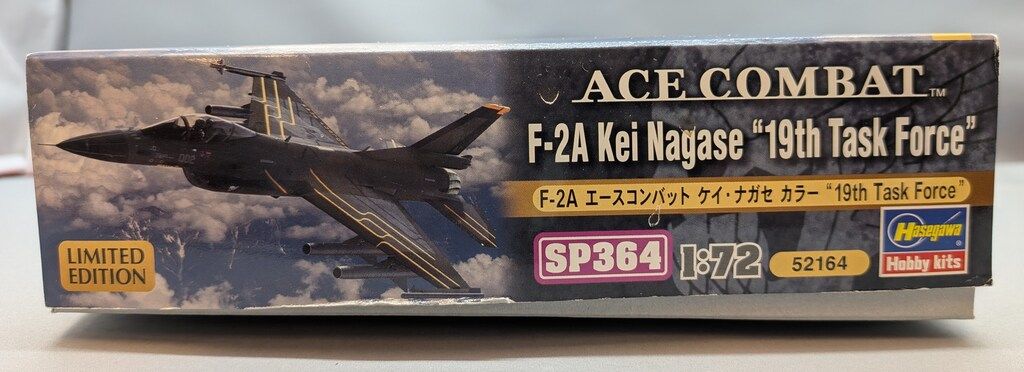 ACE COMBAT™
F-2A Kei Nagase "19th Task Force"
F-2A エースコンバット ケイ・ナガセ カラー "19th Task Force"
LIMITED
EDITION
SP364
1:72
52164
Hasegawa®
Hobby kits
002